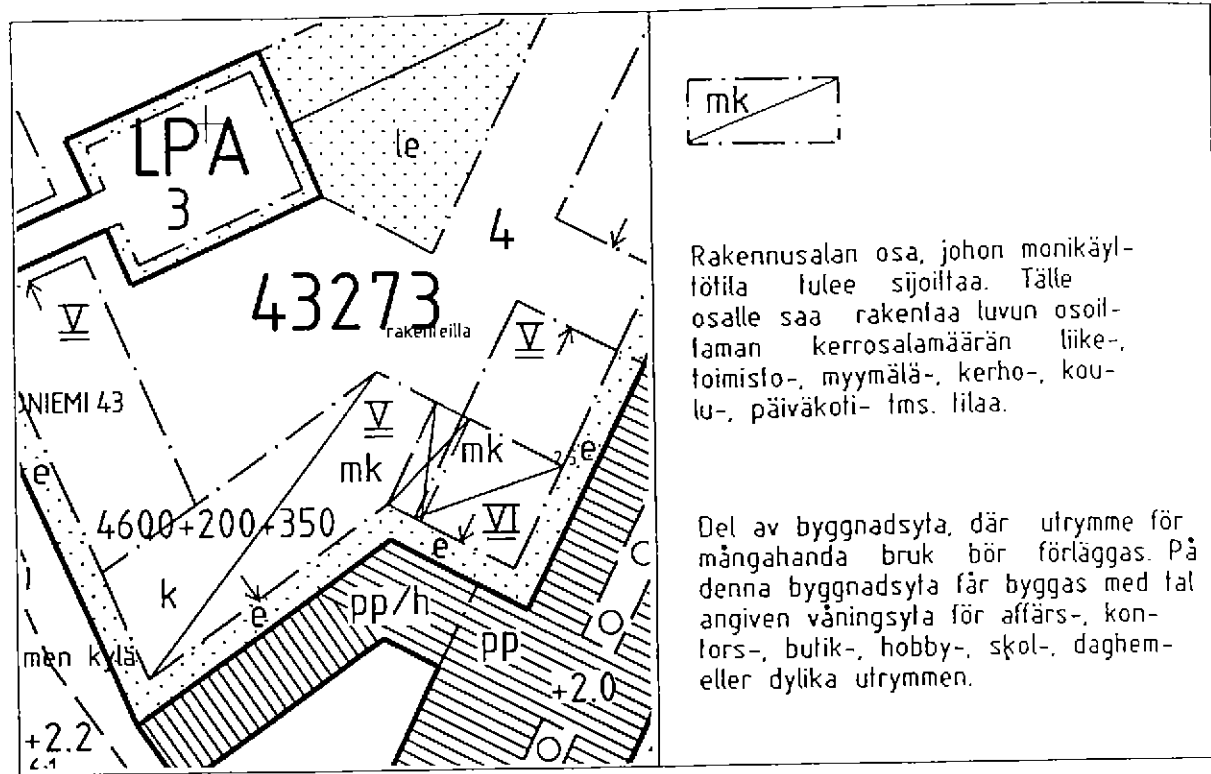 LPA
3
le
4
43273
rakenteilla
V
V
NIEMI 43
V
mk
mk
e
e
4600+200+350
VI
e
k
e
pp/h
pp
men kylä
+2.0
+2.2
mk
Rakennusalan osa, johon monikäyt-
tötila tulee sijoittaa. Tälle
osalle saa rakentaa luvun osoit-
taman kerrosalamäärän liike-,
toimisto-, myymälä-, kerho-, kou-
lu-, päiväkoti- tms. tilaa.
Del av byggnadsyta, där utrymme för
mångahanda bruk bör förläggas. På
denna byggnadsyta får byggas med tal
angiven våningsyta för affärs-, kon-
tors-, butik-, hobby-, skol-, daghem-
eller dylika utrymmen.